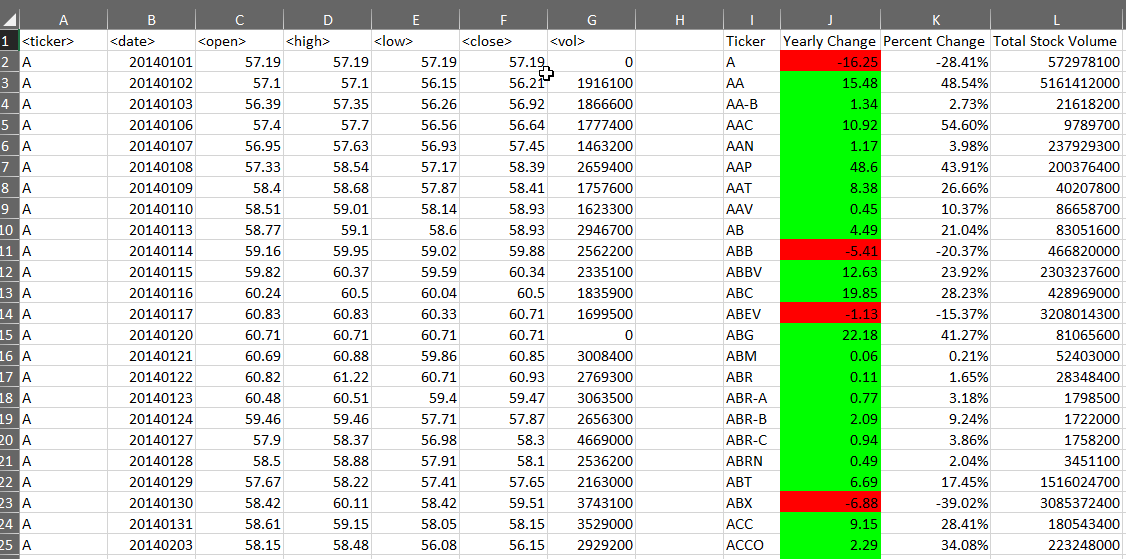 A B C D E F G H I J K L
1 <ticker> <date> <open> <high> <low> <close> <vol> Ticker Yearly Change Percent Change Total Stock Volume
2 A 20140101 57.19 57.19 57.19 57.19 0 A -16.25 -28.41% 572978100
3 A 20140102 57.1 57.1 56.15 56.21 1916100 AA 15.48 48.54% 5161412000
4 A 20140103 56.39 57.35 56.26 56.92 1866600 AA-B 1.34 2.73% 21618200
5 A 20140106 57.4 57.7 56.56 56.64 1777400 AAC 10.92 54.60% 9789700
6 A 20140107 56.95 57.63 56.93 57.45 1463200 AAN 1.17 3.98% 237929300
7 A 20140108 57.33 58.54 57.17 58.39 2659400 AAP 48.6 43.91% 200376400
8 A 20140109 58.4 58.68 57.87 58.41 1757600 AAT 8.38 26.66% 40207800
9 A 20140110 58.51 59.01 58.14 58.93 1623300 AAV 0.45 10.37% 86658700
10 A 20140113 58.77 59.1 58.6 58.93 2946700 AB 4.49 21.04% 83051600
11 A 20140114 59.16 59.95 59.02 59.88 2562200 ABB -5.41 -20.37% 466820000
12 A 20140115 59.82 60.37 59.59 60.34 2335100 ABBV 12.63 23.92% 2303237600
13 A 20140116 60.24 60.5 60.04 60.5 1835900 ABC 19.85 28.23% 428969000
14 A 20140117 60.83 60.83 60.33 60.71 1699500 ABEV -1.13 -15.37% 3208014300
15 A 20140120 60.71 60.71 60.71 60.71 0 ABG 22.18 41.27% 81065600
16 A 20140121 60.69 60.88 59.86 60.85 3008400 ABM 0.06 0.21% 52403000
17 A 20140122 60.82 61.22 60.71 60.93 2769300 ABR 0.11 1.65% 28348400
18 A 20140123 60.48 60.51 59.4 59.47 3063500 ABR-A 0.77 3.18% 1798500
19 A 20140124 59.46 59.46 57.71 57.87 2656300 ABR-B 2.09 9.24% 1722000
20 A 20140127 57.9 58.37 56.98 58.3 4669000 ABR-C 0.94 3.86% 1758200
21 A 20140128 58.5 58.88 57.91 58.1 2536200 ABRN 0.49 2.04% 3451100
22 A 20140129 57.67 58.22 57.41 57.65 2163000 ABT 6.69 17.45% 1516024700
23 A 20140130 58.42 60.11 58.42 59.51 3743100 ABX -6.88 -39.02% 3085372400
24 A 20140131 58.61 59.15 58.05 58.15 3529000 ACC 9.15 28.41% 180543400
25 A 20140203 58.15 58.48 56.08 56.15 2929200 ACCO 2.29 34.08% 223248000